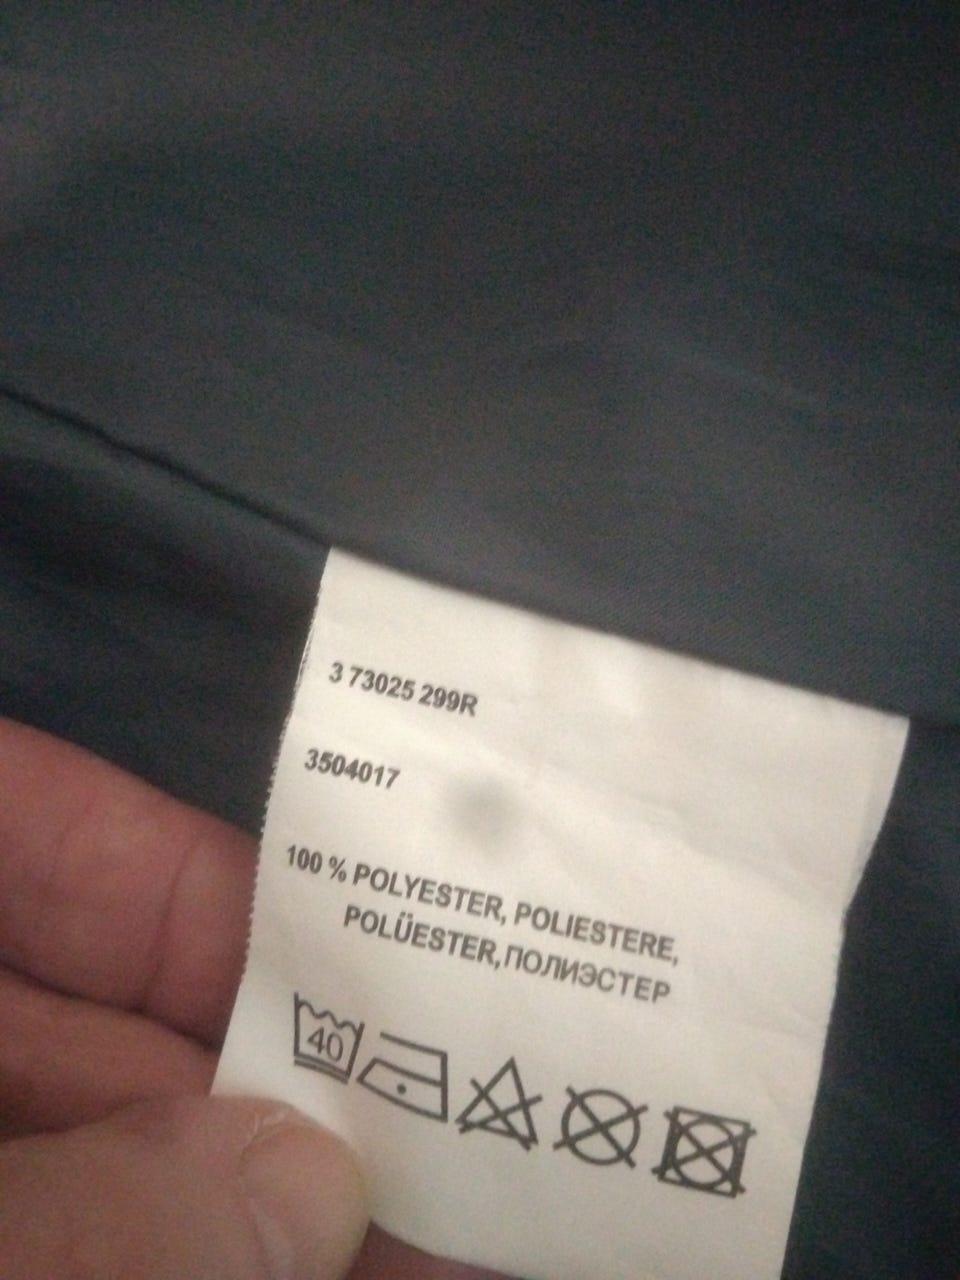 3 73025 299R
3504017
100 % POLYESTER, POLIESTERE,
POLÜESTER,ПОЛИЭСТЕР
40